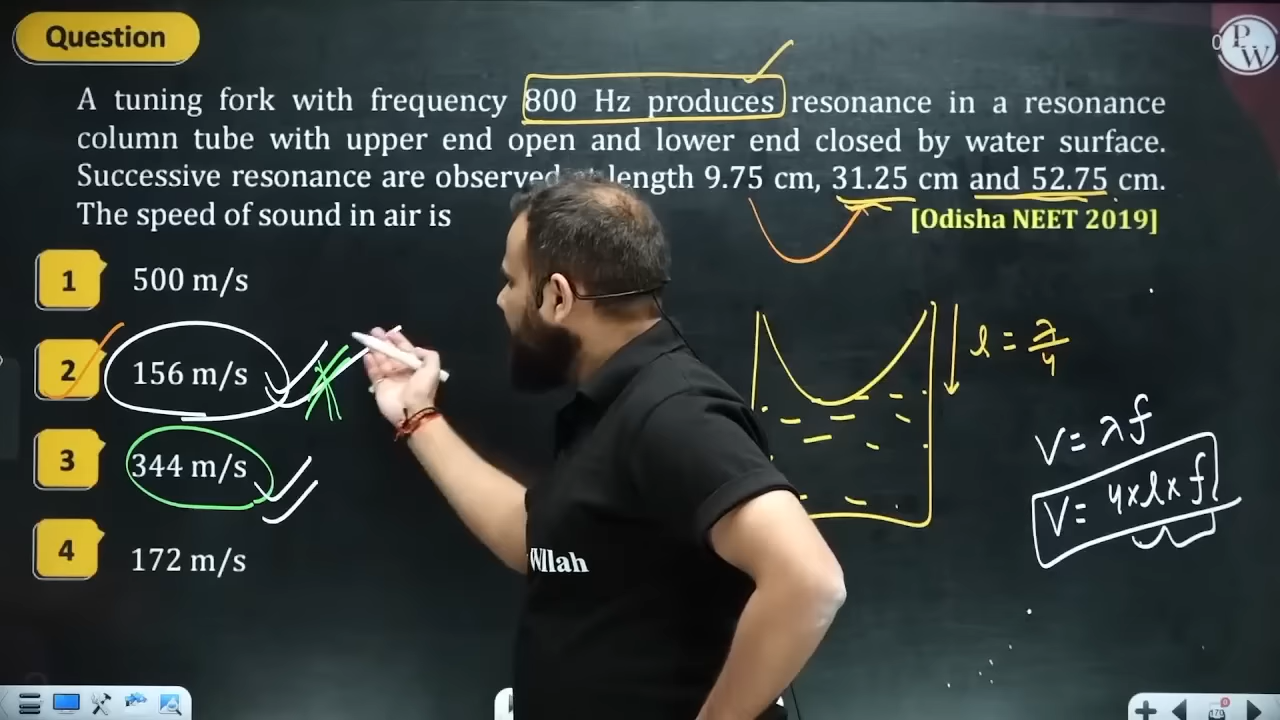 Question
PW
A tuning fork with frequency 800 Hz produces resonance in a resonance
column tube with upper end open and lower end closed by water surface.
Successive resonance are observed length 9.75 cm, 31.25 cm and 52.75 cm.
The speed of sound in air is
[Odisha NEET 2019]
1 500 m/s
2 156 m/s
3 344 m/s
4 172 m/s
l = λ/4
V = λf
V = 4×l×f
Wllah